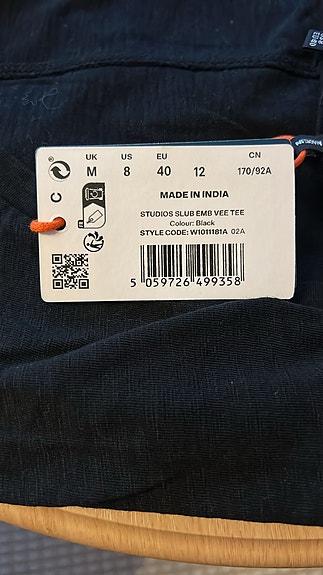 UK US EU CN
M 8 40 12 170/92A
MADE IN INDIA
C
STUDIOS SLUB EMB VEE TEE
Colour: Black
STYLE CODE: W1011181A 02A
5 059726 499358